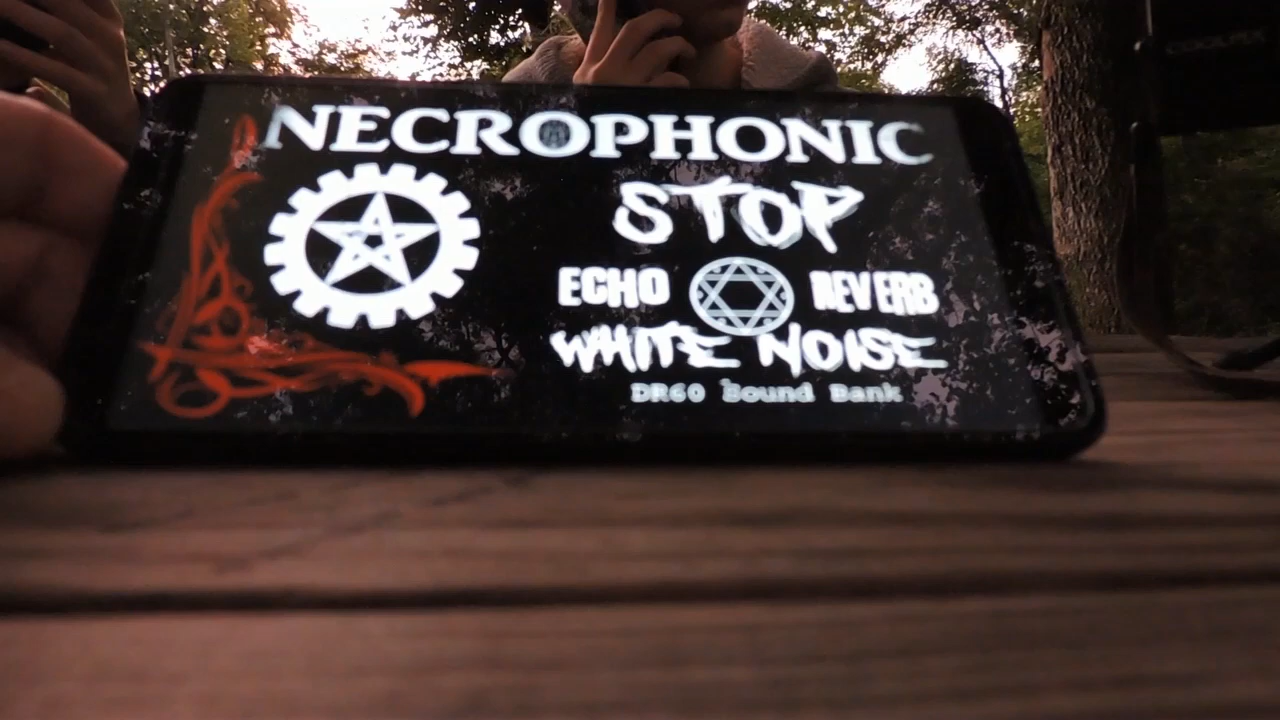 NECROPHONIC
STOP
ECHO REVERB
WHITE NOISE
DR60 Sound Bank